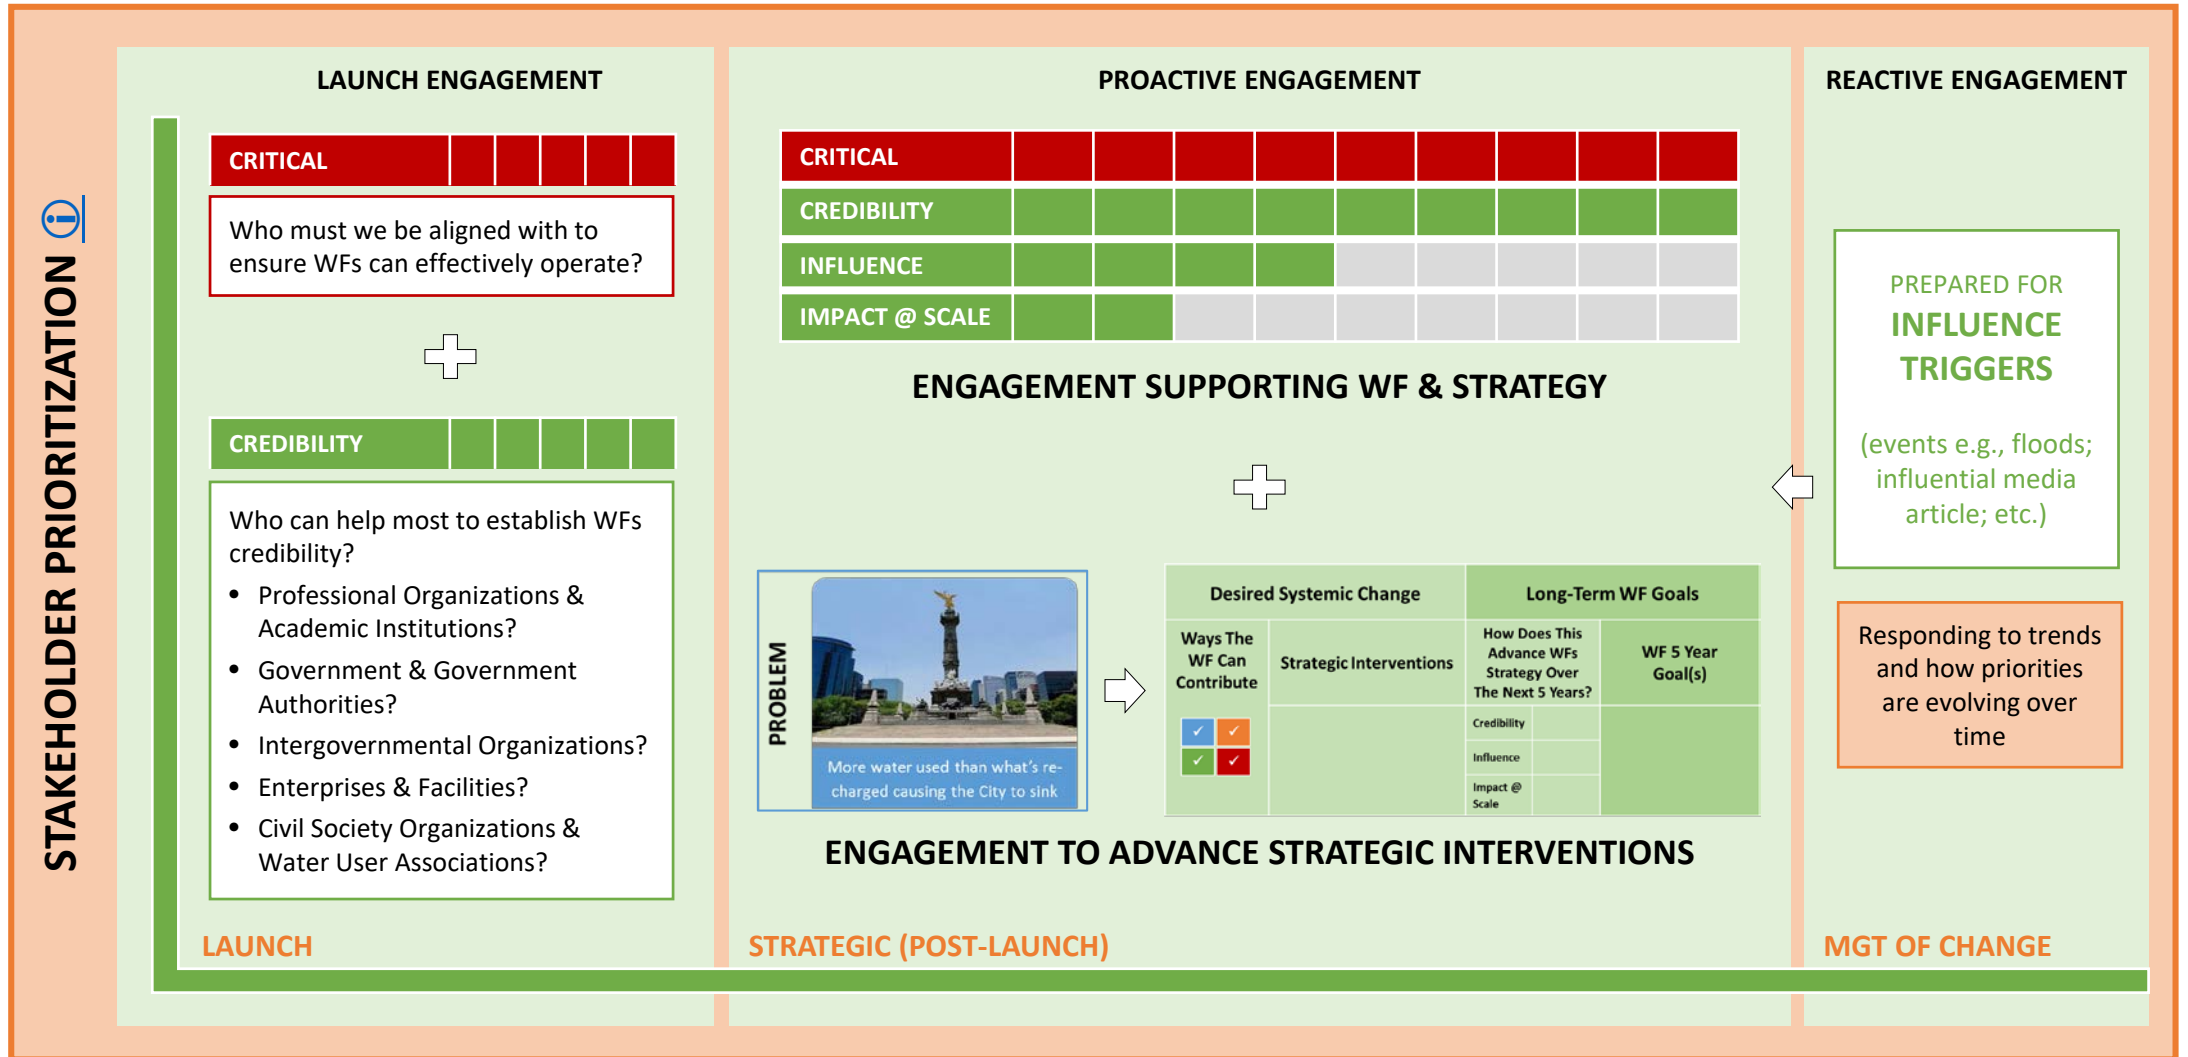 STAKEHOLDER PRIORITIZATION
LAUNCH ENGAGEMENT
CRITICAL
Who must we be aligned with to
ensure WFs can effectively operate?
CREDIBILITY
Who can help most to establish WFs
credibility?
• Professional Organizations &
Academic Institutions?
• Government & Government
Authorities?
• Intergovernmental Organizations?
• Enterprises & Facilities?
• Civil Society Organizations &
Water User Associations?
LAUNCH
PROACTIVE ENGAGEMENT
CRITICAL
CREDIBILITY
INFLUENCE
IMPACT @ SCALE
ENGAGEMENT SUPPORTING WF & STRATEGY
PROBLEM
More water used than what's re-
charged causing the City to sink
Desired Systemic Change
Long-Term WF Goals
Ways The
WF Can
Contribute
Strategic Interventions
How Does This
Advance WFs
Strategy Over
The Next 5 Years?
WF 5 Year
Goal(s)
Credibility
Influence
Impact @
Scale
ENGAGEMENT TO ADVANCE STRATEGIC INTERVENTIONS
STRATEGIC (POST-LAUNCH)
REACTIVE ENGAGEMENT
PREPARED FOR
INFLUENCE
TRIGGERS
(events e.g., floods;
influential media
article; etc.)
Responding to trends
and how priorities
are evolving over
time
MGT OF CHANGE